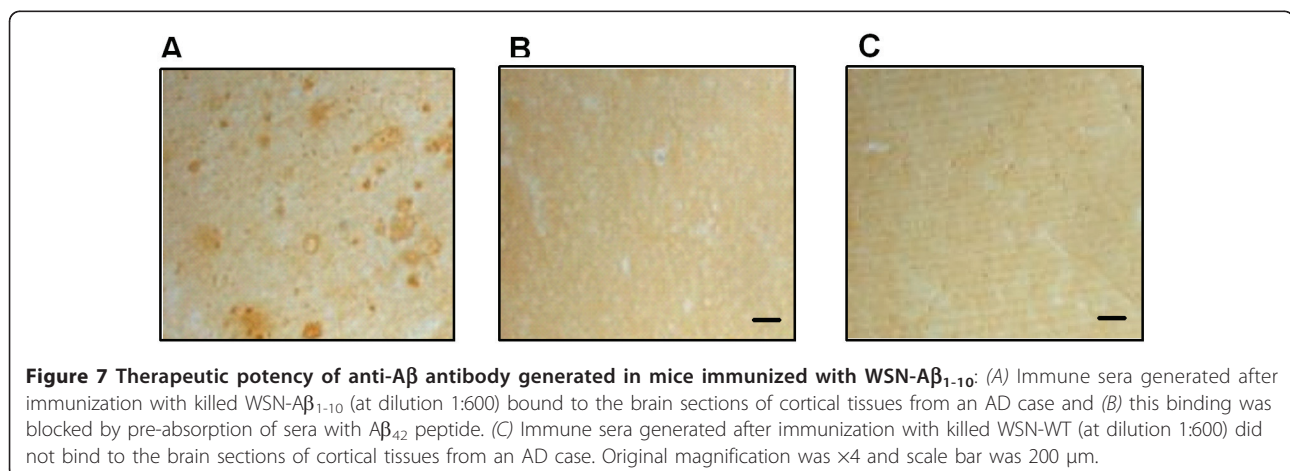 A B C
Figure 7 Therapeutic potency of anti-Aβ antibody generated in mice immunized with WSN-Aβ₁₋₁₀: (A) Immune sera generated after
immunization with killed WSN-Aβ₁₋₁₀ (at dilution 1:600) bound to the brain sections of cortical tissues from an AD case and (B) this binding was
blocked by pre-absorption of sera with Aβ₄₂ peptide. (C) Immune sera generated after immunization with killed WSN-WT (at dilution 1:600) did
not bind to the brain sections of cortical tissues from an AD case. Original magnification was ×4 and scale bar was 200 μm.